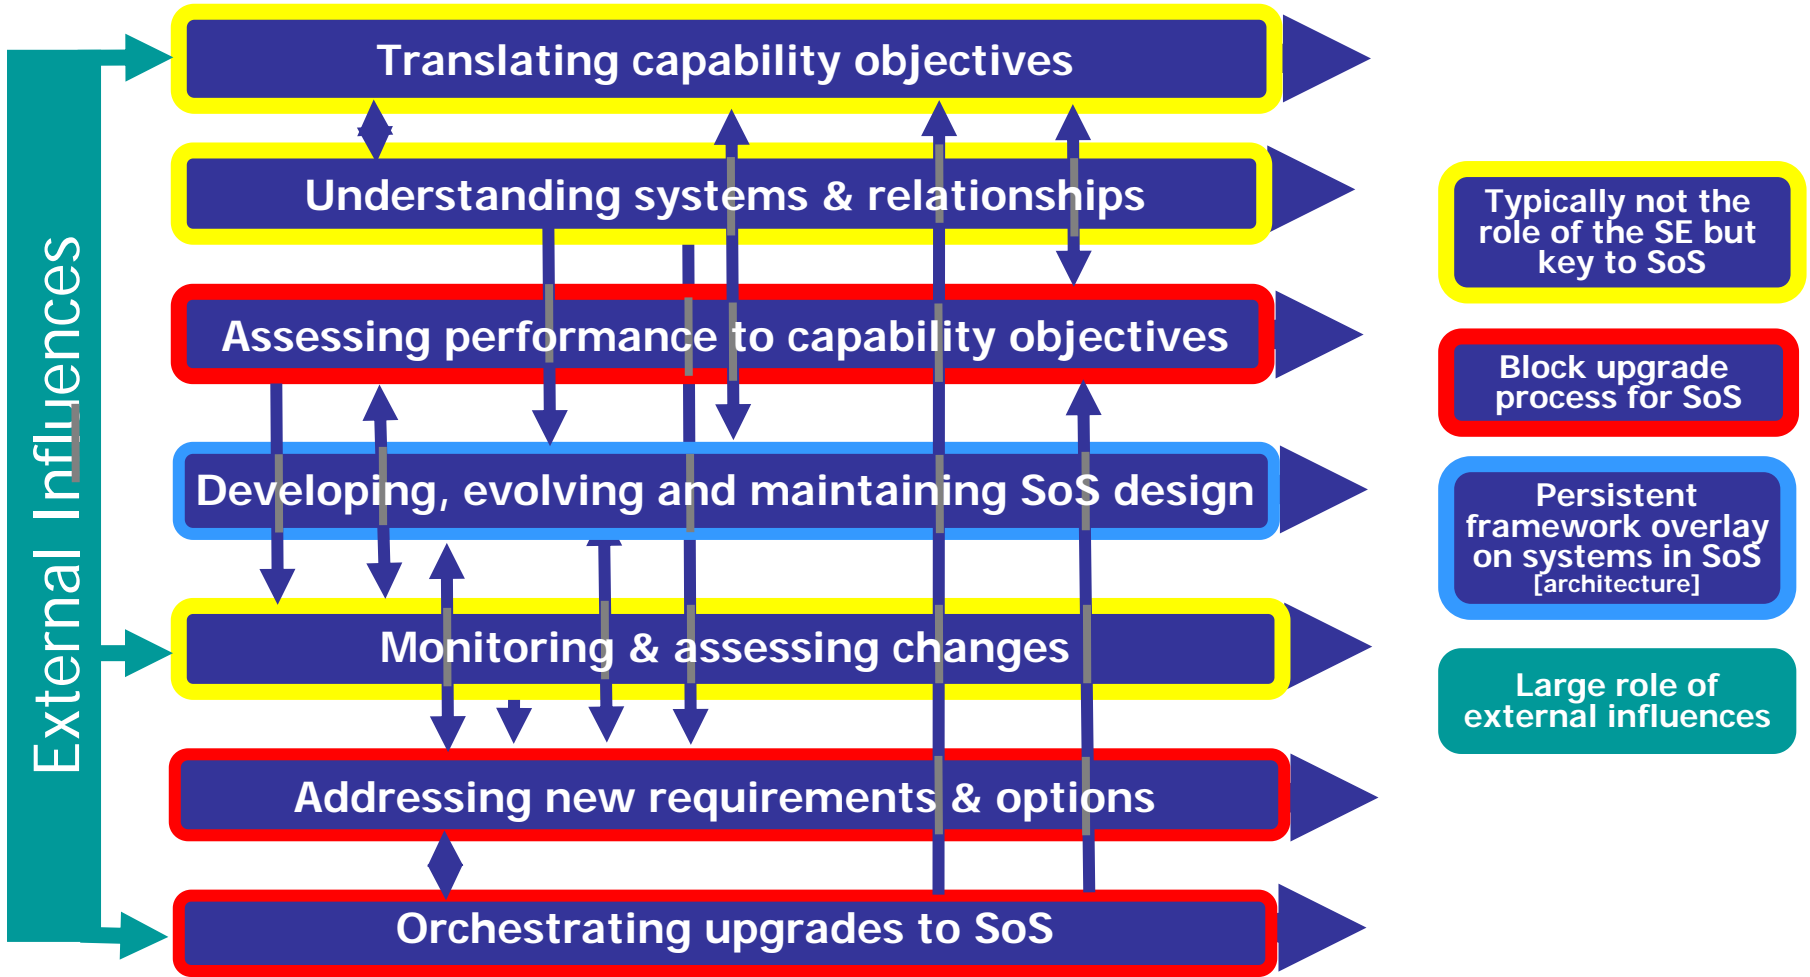 External Influences
Translating capability objectives
Understanding systems & relationships
Assessing performance to capability objectives
Developing, evolving and maintaining SoS design
Monitoring & assessing changes
Addressing new requirements & options
Orchestrating upgrades to SoS
Typically not the
role of the SE but
key to SoS
Block upgrade
process for SoS
Persistent
framework overlay
on systems in SoS
[architecture]
Large role of
external influences